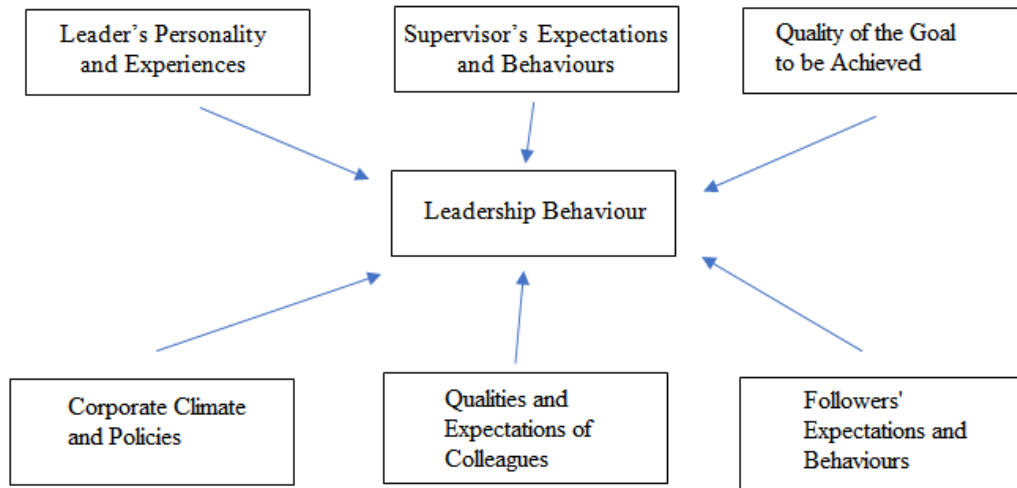 Leader’s Personality
and Experiences
Supervisor’s Expectations
and Behaviours
Quality of the Goal
to be Achieved
Leadership Behaviour
Corporate Climate
and Policies
Qualities and
Expectations of
Colleagues
Followers'
Expectations and
Behaviours